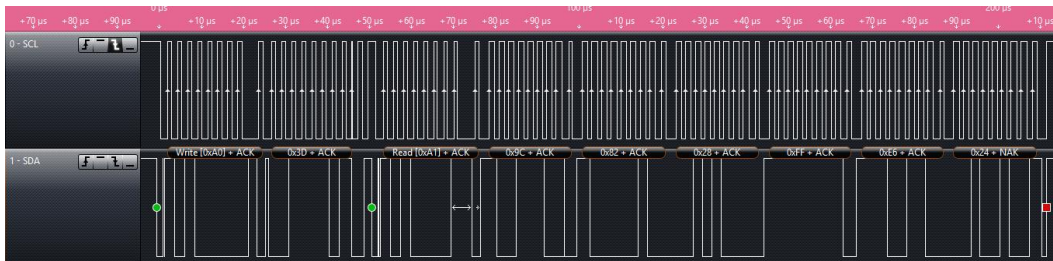 0 µs 100 µs 200 µs
+70 µs +80 µs +90 µs +10 µs +20 µs +30 µs +40 µs +50 µs +60 µs +70 µs +80 µs +90 µs +10 µs +20 µs +30 µs +40 µs +50 µs +60 µs +70 µs +80 µs +90 µs +10 µs
0 - SCL
1 - SDA
Write [0xA0] + ACK 0x3D + ACK Read [0xA1] + ACK 0x9C + ACK 0x82 + ACK 0x28 + ACK 0xFF + ACK 0xE6 + ACK 0x24 + NAK